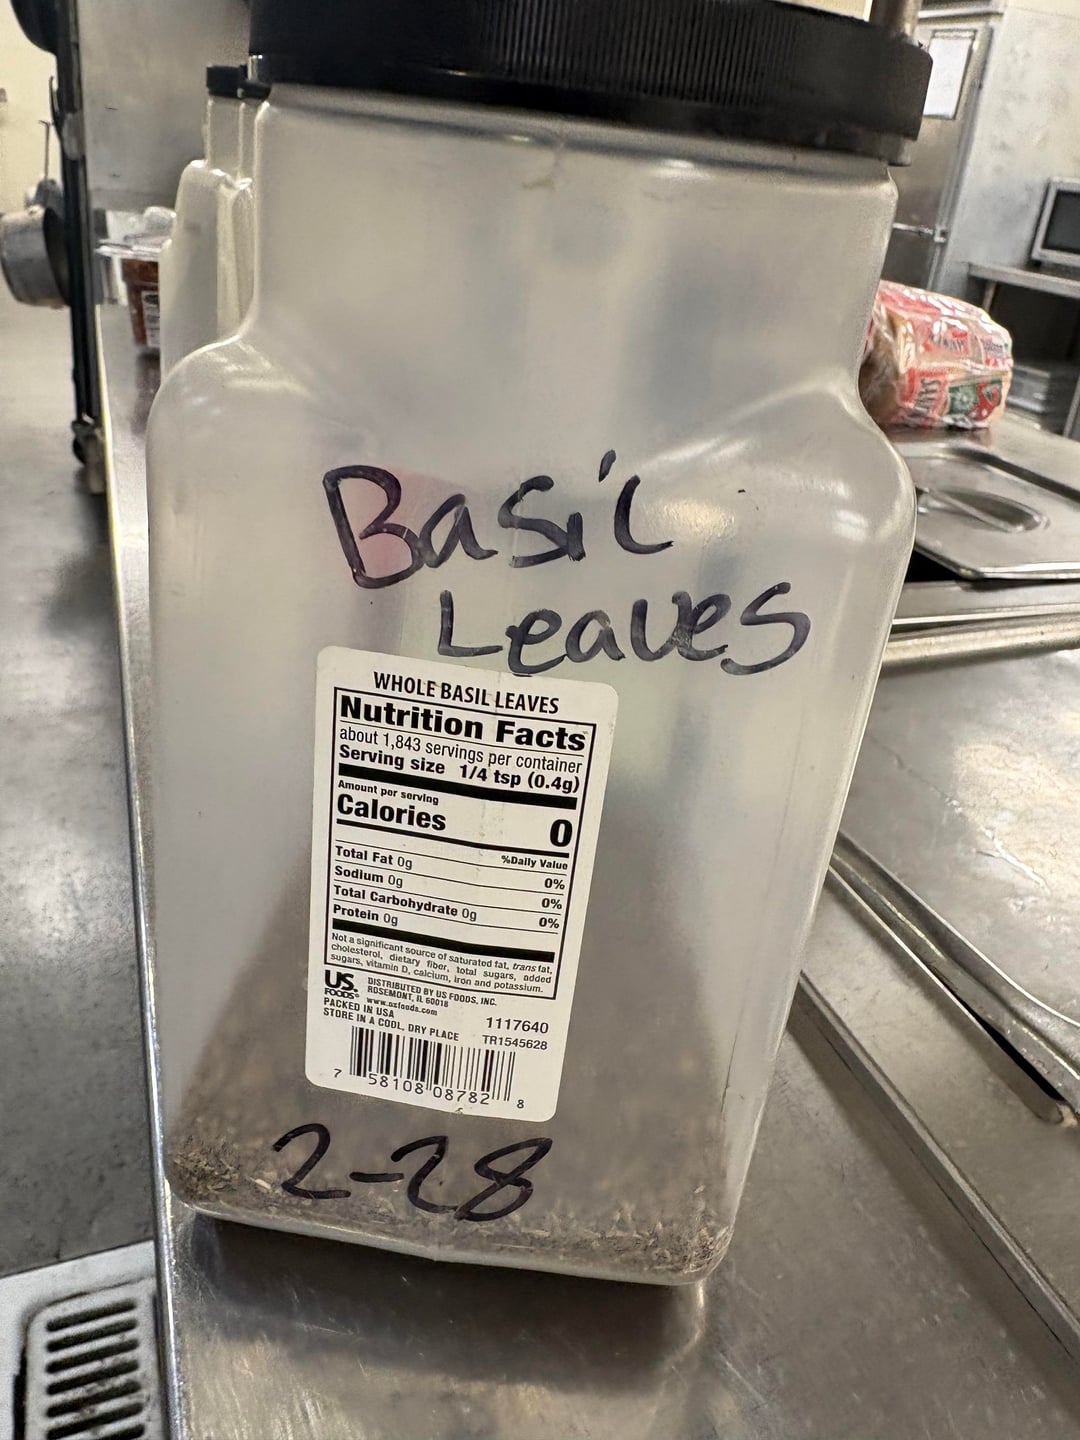 Basil
Leaves
WHOLE BASIL LEAVES
Nutrition Facts
about 1,843 servings per container
Serving size 1/4 tsp (0.4g)
Amount per serving
Calories 0
%Daily Value
Total Fat 0g 0%
Sodium 0g 0%
Total Carbohydrate 0g 0%
Protein 0g
Not a significant source of saturated fat, trans fat,
cholesterol, dietary fiber, total sugars, added
sugars, vitamin D, calcium, iron and potassium.
US.
FOODS®
DISTRIBUTED BY US FOODS, INC.
ROSEMONT, IL 60018
www.usfoods.com
PACKED IN USA
STORE IN A COOL, DRY PLACE
1117640
TR1545628
7 58108 08782 8
2-28